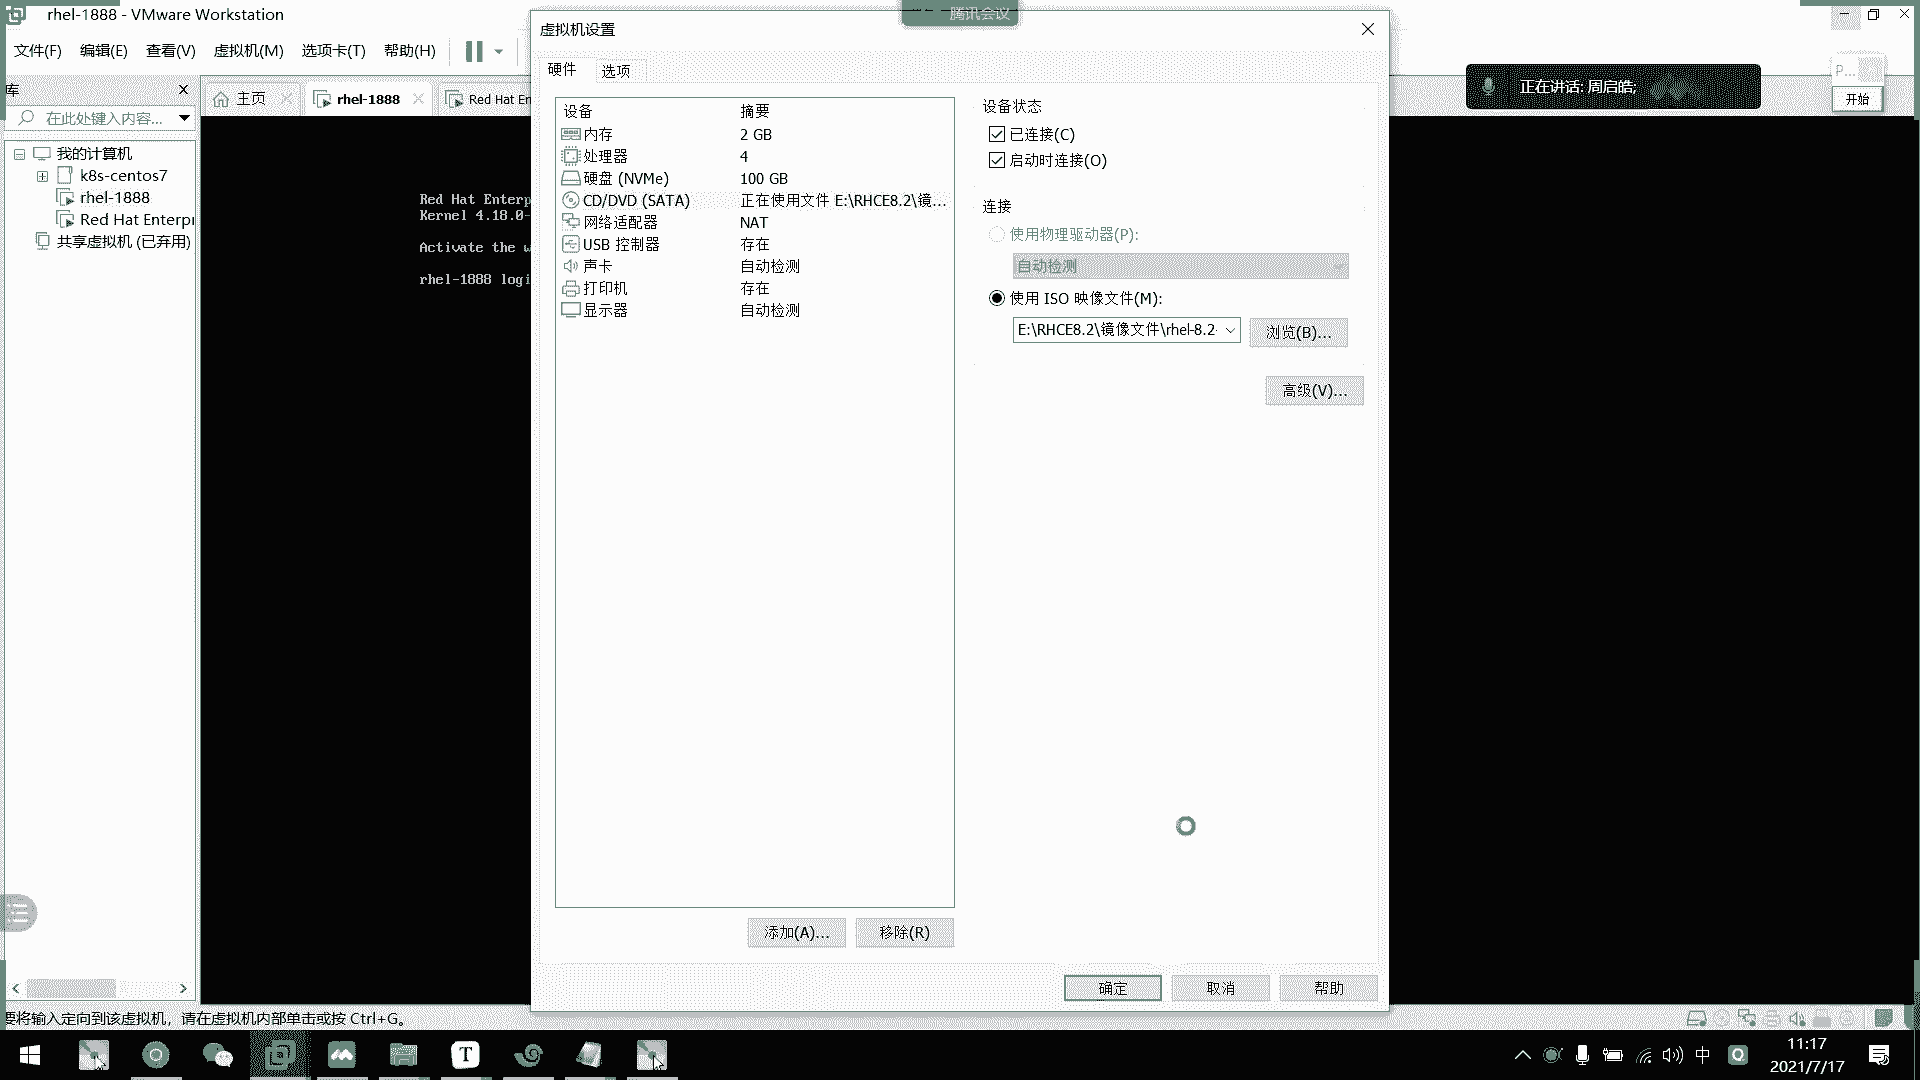 rhel-1888 - VMware Workstation
腾讯会议
文件(F) 编辑(E) 查看(V) 虚拟机(M) 选项卡(T) 帮助(H)
库
在此处键入内容...
我的计算机
k8s-centos7
rhel-1888
Red Hat Enterpr
共享虚拟机 (已弃用)
主页
rhel-1888
Red Hat En
Red Hat Enterp
Kernel 4.18.0-
Activate the w
rhel-1888 logi
虚拟机设置
硬件 选项
设备 摘要
内存 2 GB
处理器 4
硬盘 (NVMe) 100 GB
CD/DVD (SATA) 正在使用文件 E:\RHCE8.2\镜...
网络适配器 NAT
USB 控制器 存在
声卡 自动检测
打印机 存在
显示器 自动检测
添加(A)... 移除(R)
设备状态
已连接(C)
启动时连接(O)
连接
使用物理驱动器(P):
自动检测
使用 ISO 映像文件(M):
E:\RHCE8.2\镜像文件\rhel-8.2-
浏览(B)...
高级(V)...
确定 取消 帮助
正在讲话: 周启皓;
P...
开始
要将输入定向到该虚拟机，请在虚拟机内部单击或按 Ctrl+G。
T
中
Q
11:17
2021/7/17